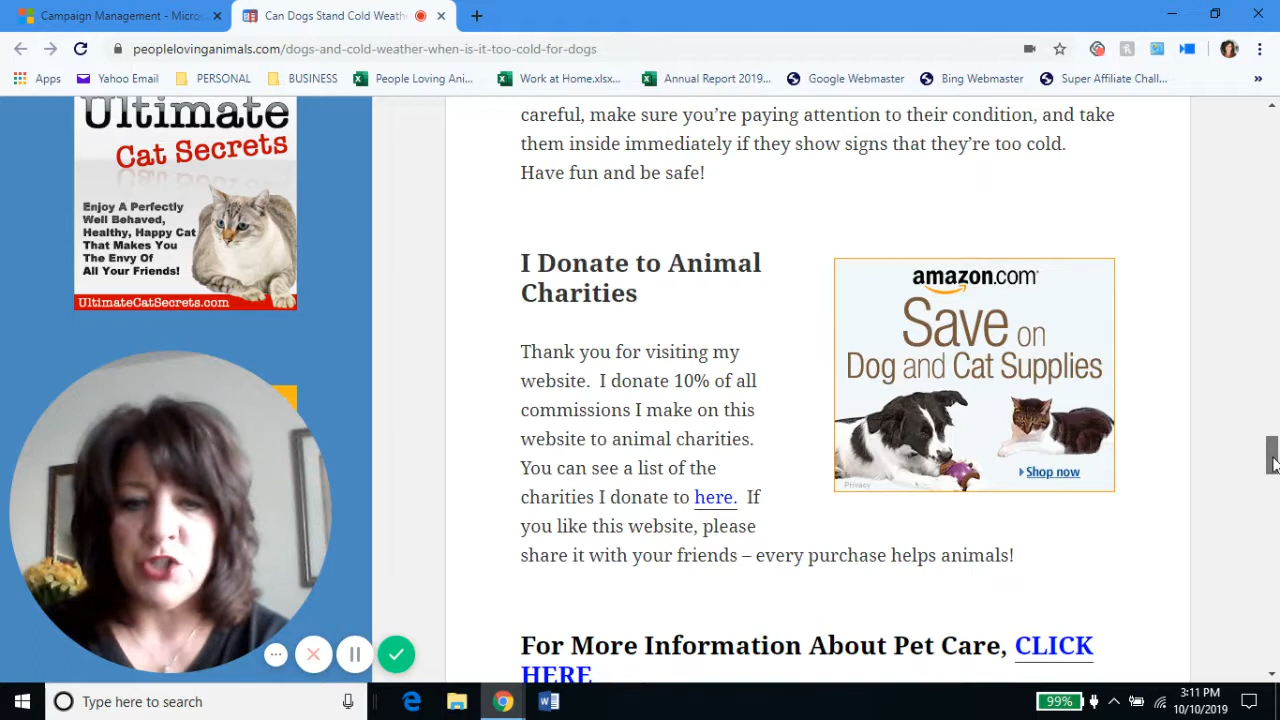 Campaign Management - Micros
Can Dogs Stand Cold Weathe
peoplelovinganimals.com/dogs-and-cold-weather-when-is-it-too-cold-for-dogs
Apps
Yahoo Email
PERSONAL
BUSINESS
People Loving Ani...
Work at Home.xlsx...
Annual Report 2019...
Google Webmaster
Bing Webmaster
Super Affiliate Chall...
»
Ultimate
Cat Secrets
Enjoy A Perfectly
Well Behaved,
Healthy, Happy Cat
That Makes You
The Envy Of
All Your Friends!
UltimateCatSecrets.com
careful, make sure you’re paying attention to their condition, and take
them inside immediately if they show signs that they’re too cold.
Have fun and be safe!
I Donate to Animal
Charities
Thank you for visiting my
website.  I donate 10% of all
commissions I make on this
website to animal charities.
You can see a list of the
charities I donate to here.  If
you like this website, please
share it with your friends – every purchase helps animals!
amazon.com
Save on
Dog and Cat Supplies
Shop now
Privacy
For More Information About Pet Care, CLICK
HERE
Type here to search
99%
3:11 PM
10/10/2019